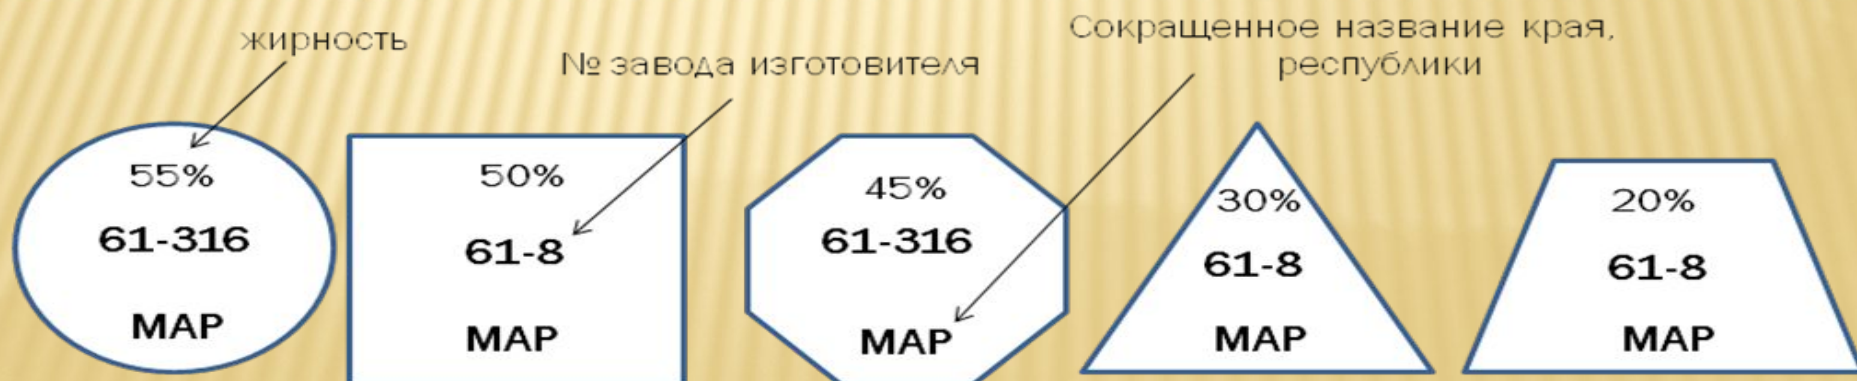 жирность
№ завода изготовителя
Сокращенное название края,
республики
55%
61-316
МАР
50%
61-8
МАР
45%
61-316
МАР
30%
61-8
МАР
20%
61-8
МАР